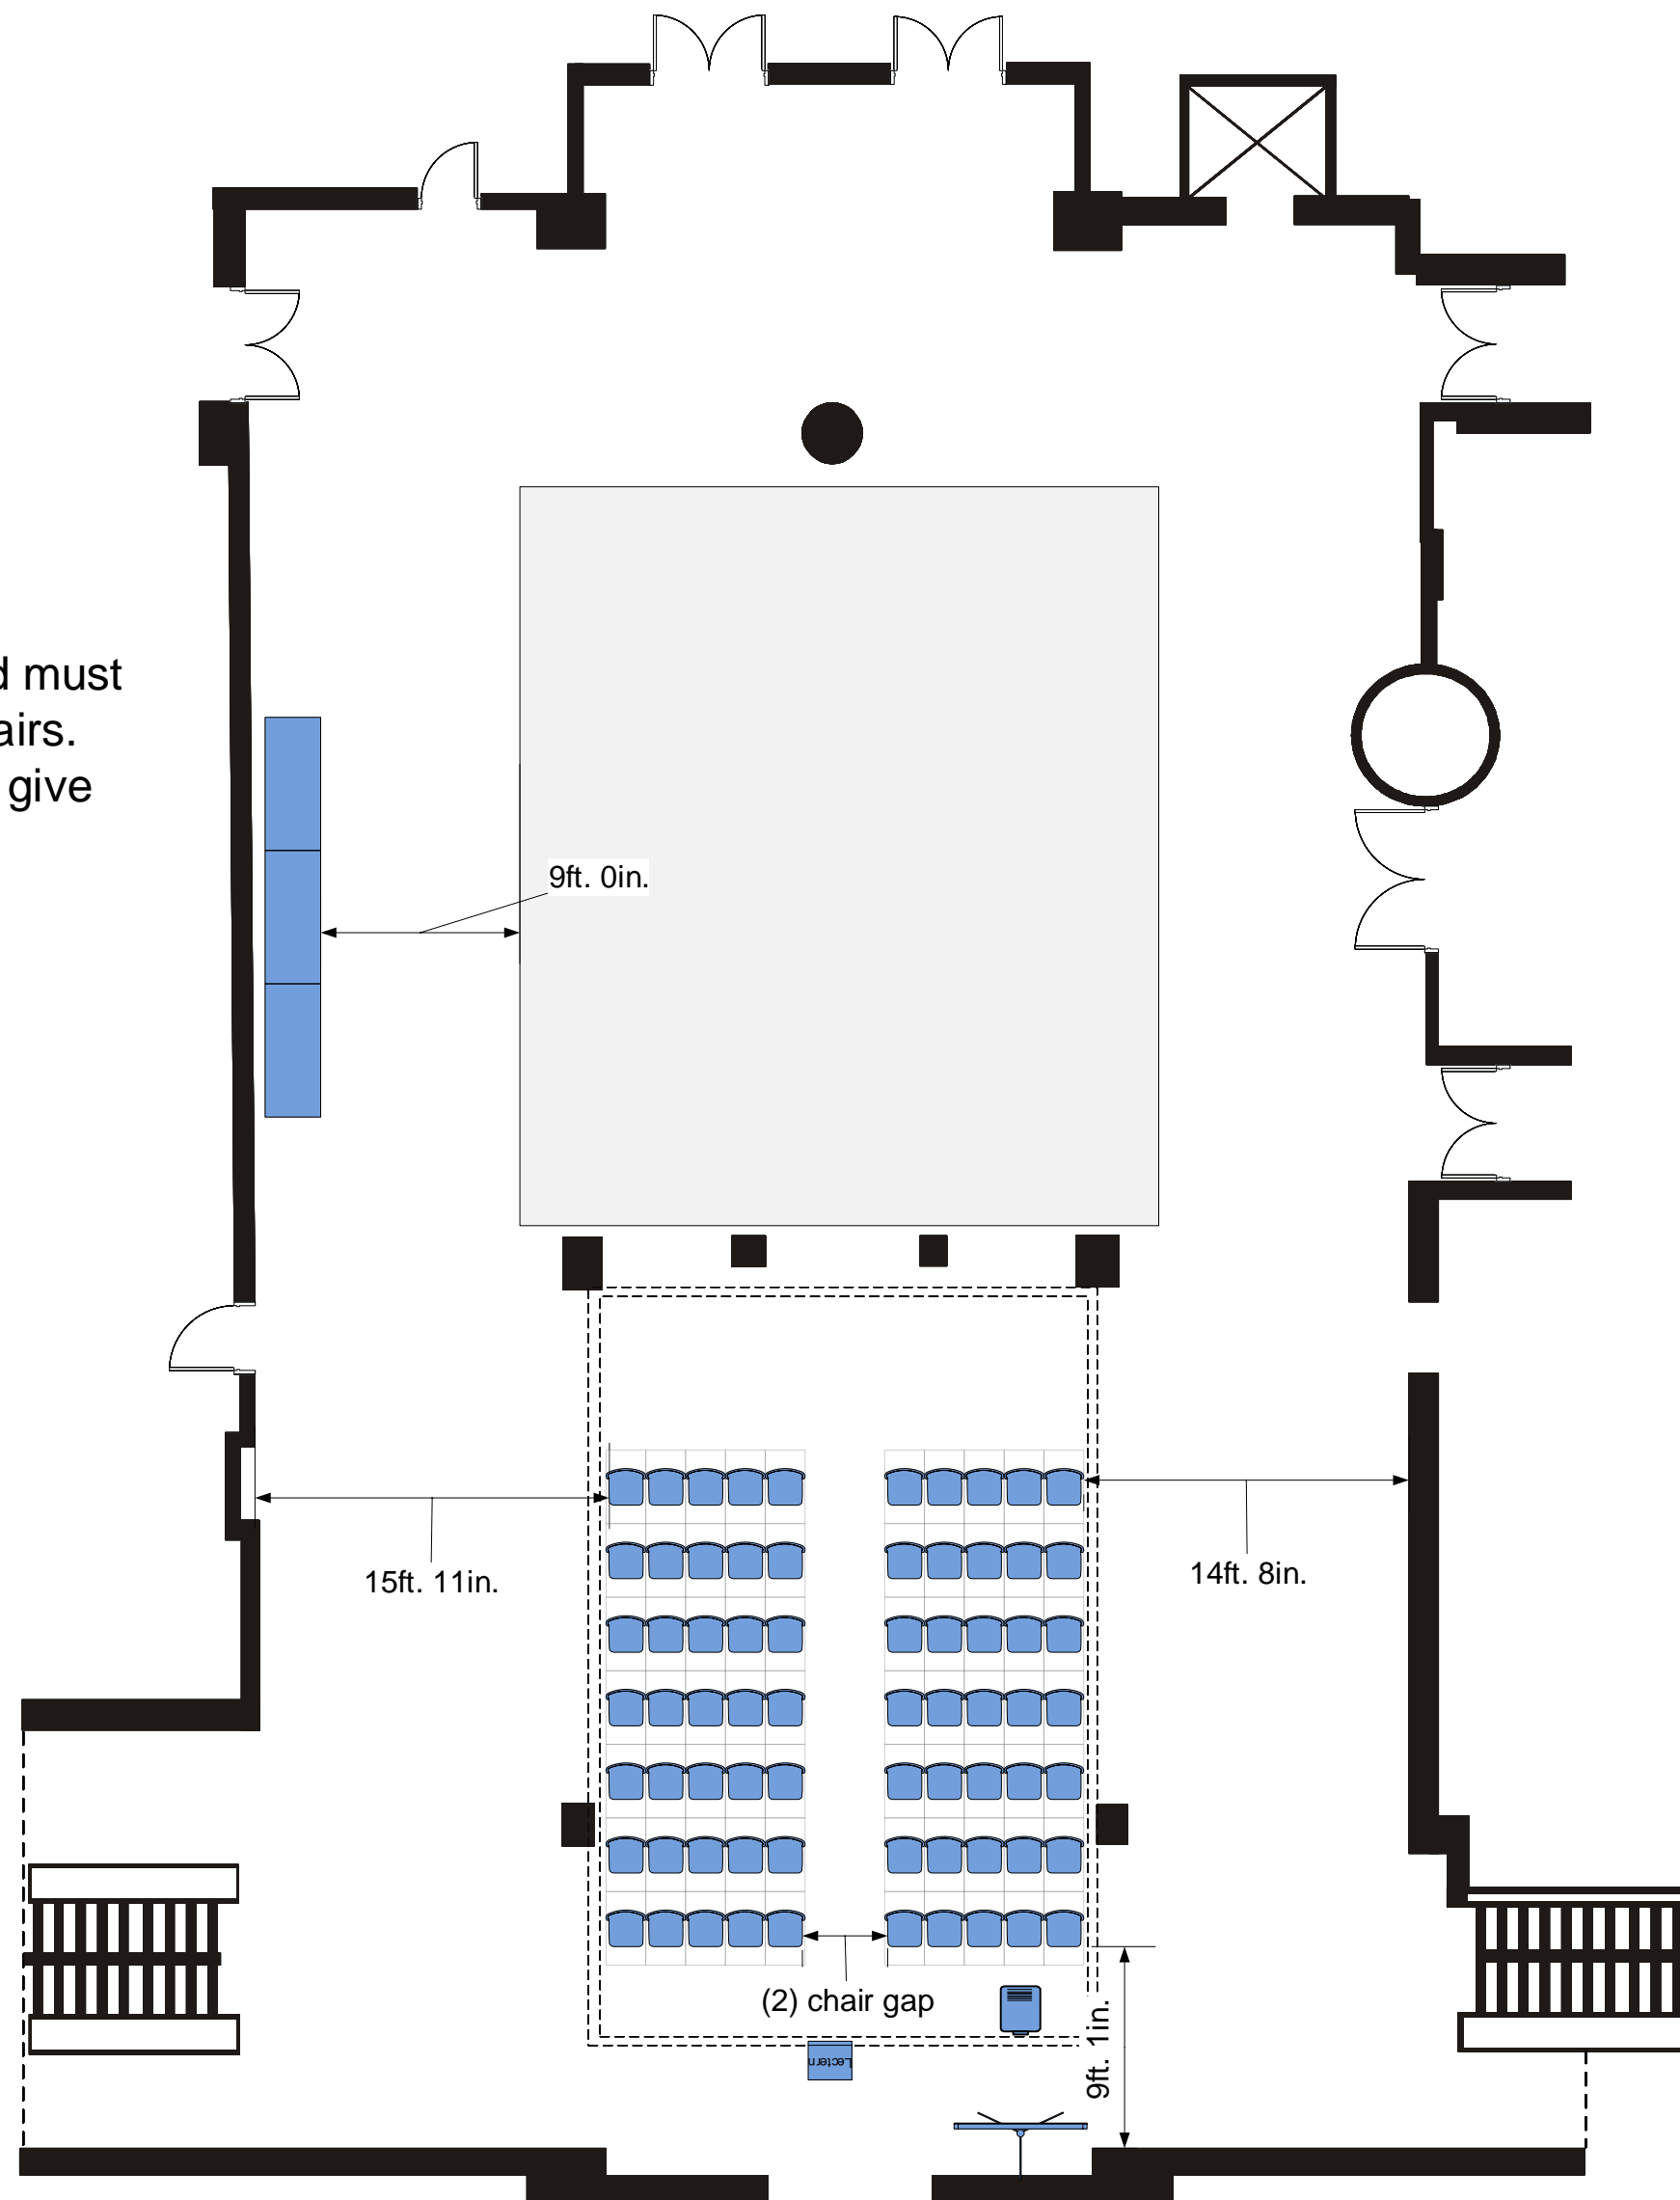 d must
airs.
give
9ft. 0in.
15ft. 11in.
14ft. 8in.
(2) chair gap
9ft. 1in.
Lectern